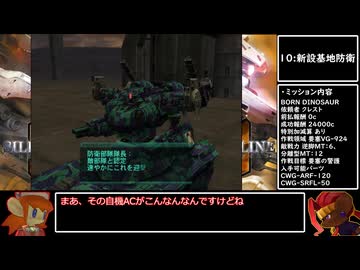 10:新設基地防衛
・ミッション内容
BORN DINOSAUR
依頼者 クレスト
前払報酬 0c
成功報酬 24000c
特別加減算 あり
作戦領域 要塞VG-924
敵戦力 逆脚MT:6、
分離型MT:12
作戦目標 要塞の警護
入手可能パーツ
CWG-ARF-120
CWG-SRFL-50
防衛部隊隊長:
敵部隊と認定
速やかにこれを迎撃
まあ、その自機ACがこんなんなんですけどね